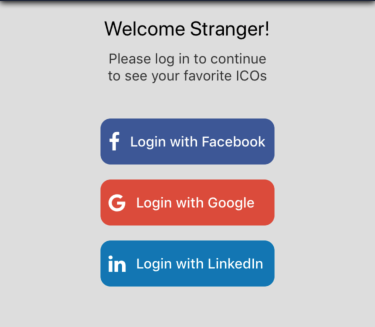 Welcome Stranger!
Please log in to continue
to see your favorite ICOs
Login with Facebook
Login with Google
Login with LinkedIn